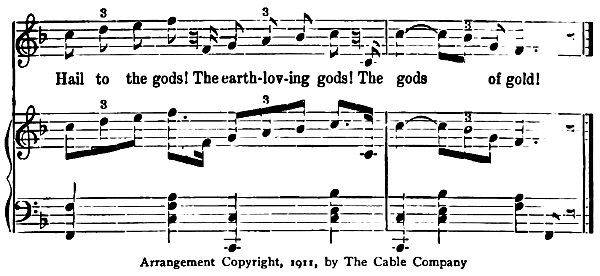 3 3 3
Hail to the gods! The earth-lov-ing gods! The gods of gold!
3 3 3
Arrangement Copyright, 1911, by The Cable Company